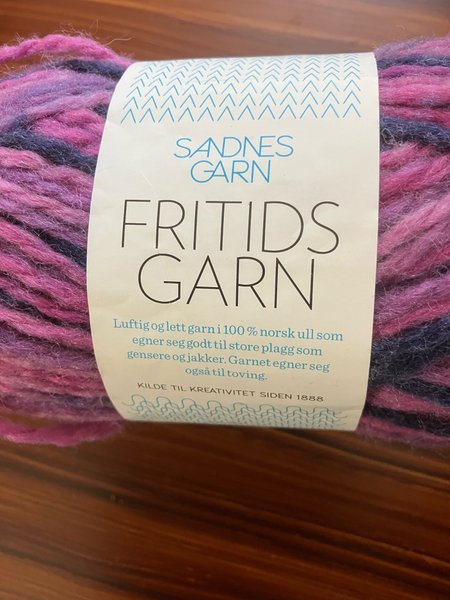 SANDNES
GARN
FRITIDS
GARN
Luftig og lett garn i 100 % norsk ull som
egner seg godt til store plagg som
gensere og jakker. Garnet egner seg
også til toving.
KILDE TIL KREATIVITET SIDEN 1888